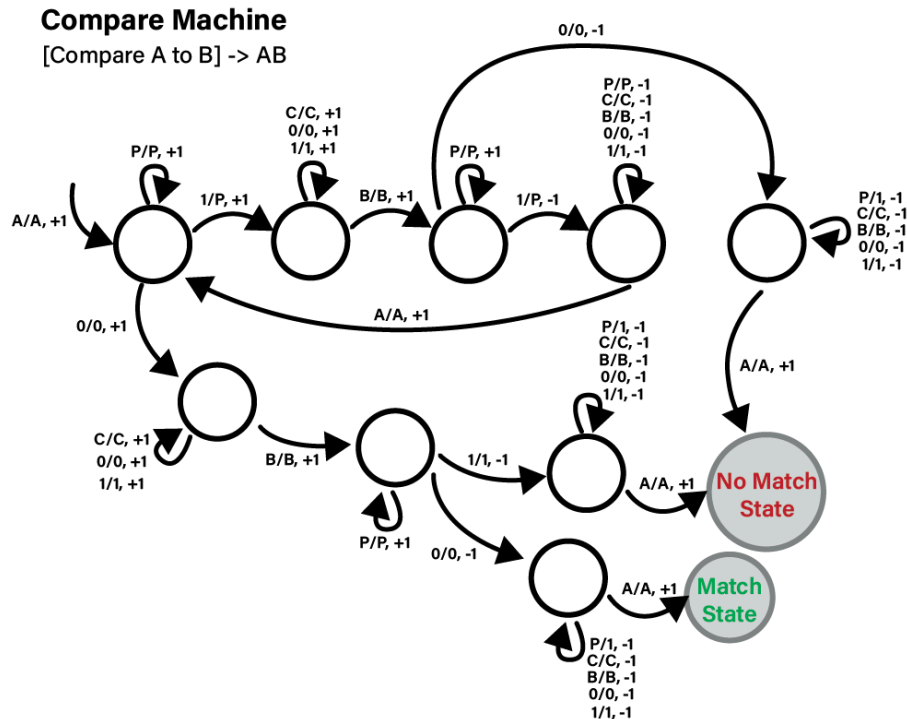 Compare Machine
[Compare A to B] -> AB
0/0, -1
P/P, +1
A/A, +1
1/P, +1
C/C, +1
0/0, +1
1/1, +1
B/B, +1
P/P, +1
1/P, -1
P/P, -1
C/C, -1
B/B, -1
0/0, -1
1/1, -1
P/1, -1
C/C, -1
B/B, -1
0/0, -1
1/1, -1
A/A, +1
0/0, +1
P/1, -1
C/C, -1
B/B, -1
0/0, -1
1/1, -1
A/A, +1
C/C, +1
0/0, +1
1/1, +1
B/B, +1
P/P, +1
1/1, -1
A/A, +1
No Match
State
0/0, -1
A/A, +1
Match
State
P/1, -1
C/C, -1
B/B, -1
0/0, -1
1/1, -1